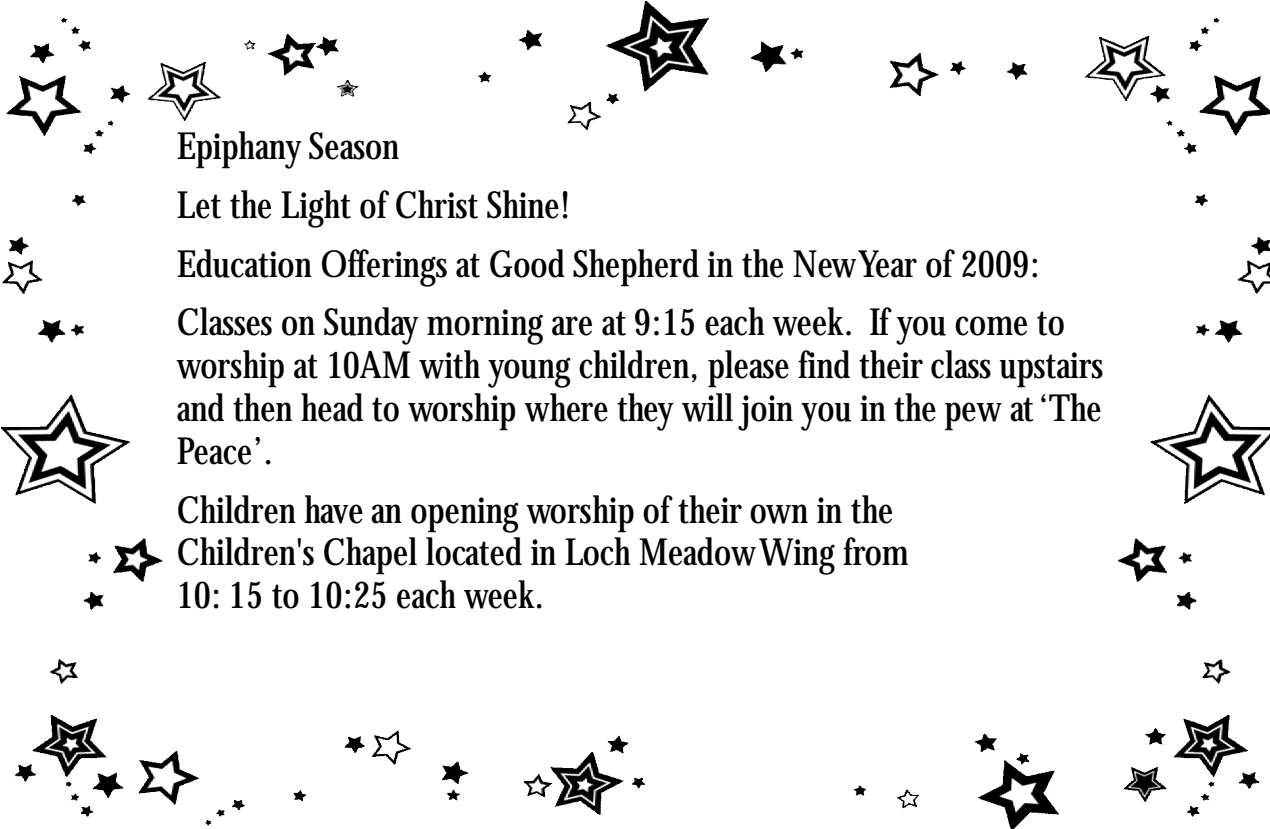 Epiphany Season
Let the Light of Christ Shine!
Education Offerings at Good Shepherd in the New Year of 2009:
Classes on Sunday morning are at 9:15 each week.  If you come to
worship at 10AM with young children, please find their class upstairs
and then head to worship where they will join you in the pew at ‘The
Peace’.
Children have an opening worship of their own in the
Children's Chapel located in Loch Meadow Wing from
10: 15 to 10:25 each week.